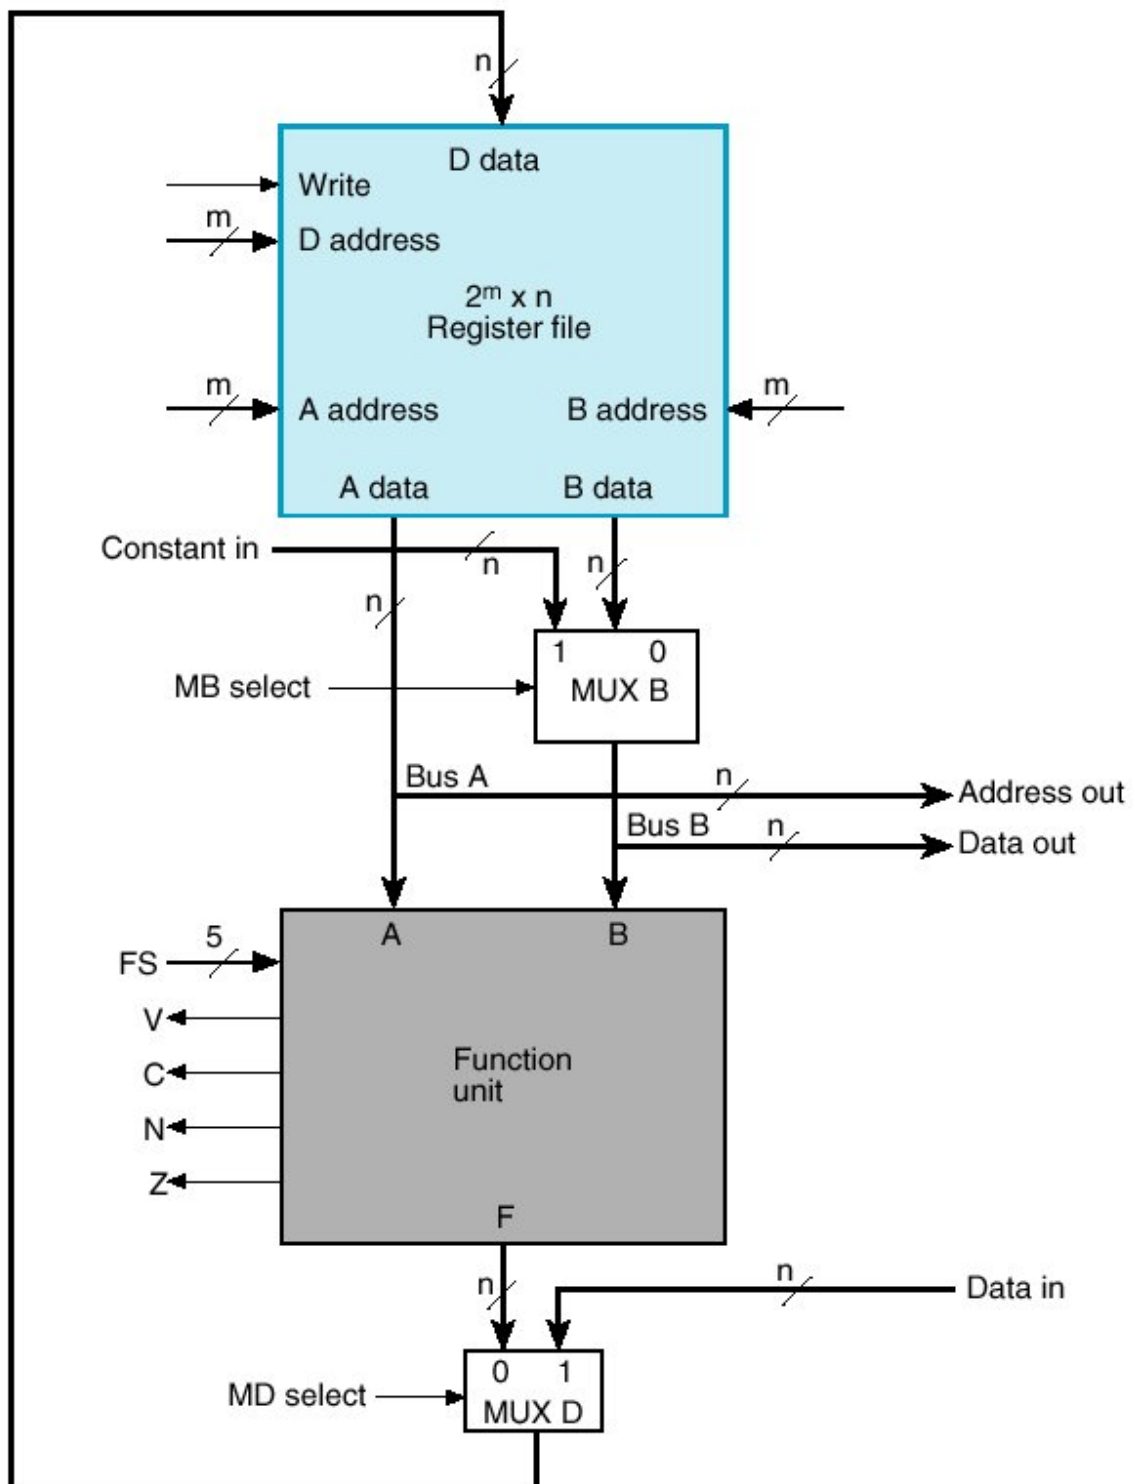 n
D data
Write
m
D address
2ᵐ x n
Register file
m
A address
B address
m
A data
B data
Constant in
n
n
n
1 0
MB select
MUX B
Bus A
n
Address out
Bus B
n
Data out
A
B
FS
5
V
C
N
Z
Function
unit
F
n
n
Data in
0 1
MD select
MUX D